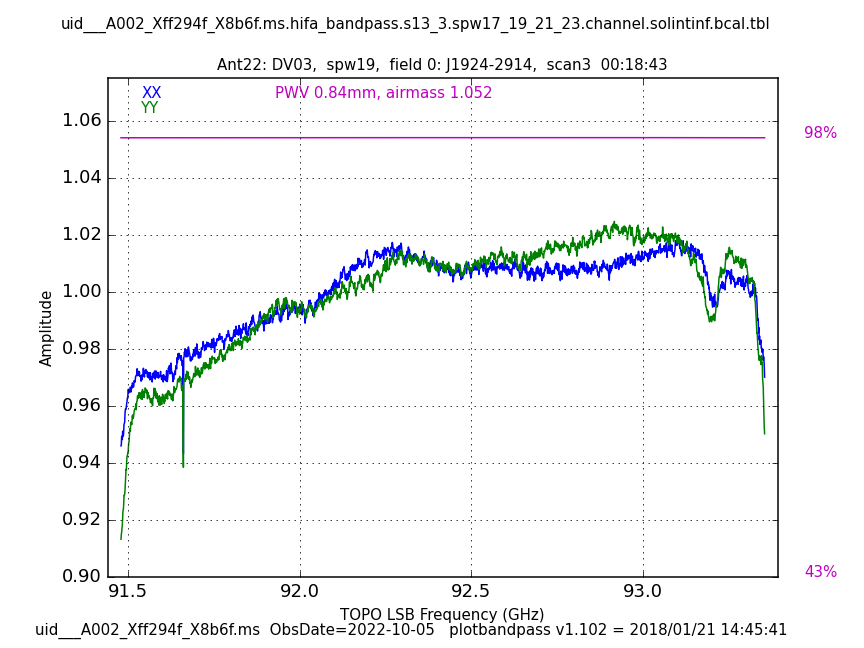 uid___A002_Xff294f_X8b6f.ms.hifa_bandpass.s13_3.spw17_19_21_23.channel.solintinf.bcal.tbl
Ant22: DV03,  spw19,  field 0: J1924-2914,  scan3  00:18:43
XX
PWV 0.84mm, airmass 1.052
YY
1.06
98%
1.04
1.02
1.00
Amplitude
0.98
0.96
0.94
0.92
0.90
43%
91.5 92.0 92.5 93.0
TOPO LSB Frequency (GHz)
uid___A002_Xff294f_X8b6f.ms  ObsDate=2022-10-05   plotbandpass v1.102 = 2018/01/21 14:45:41